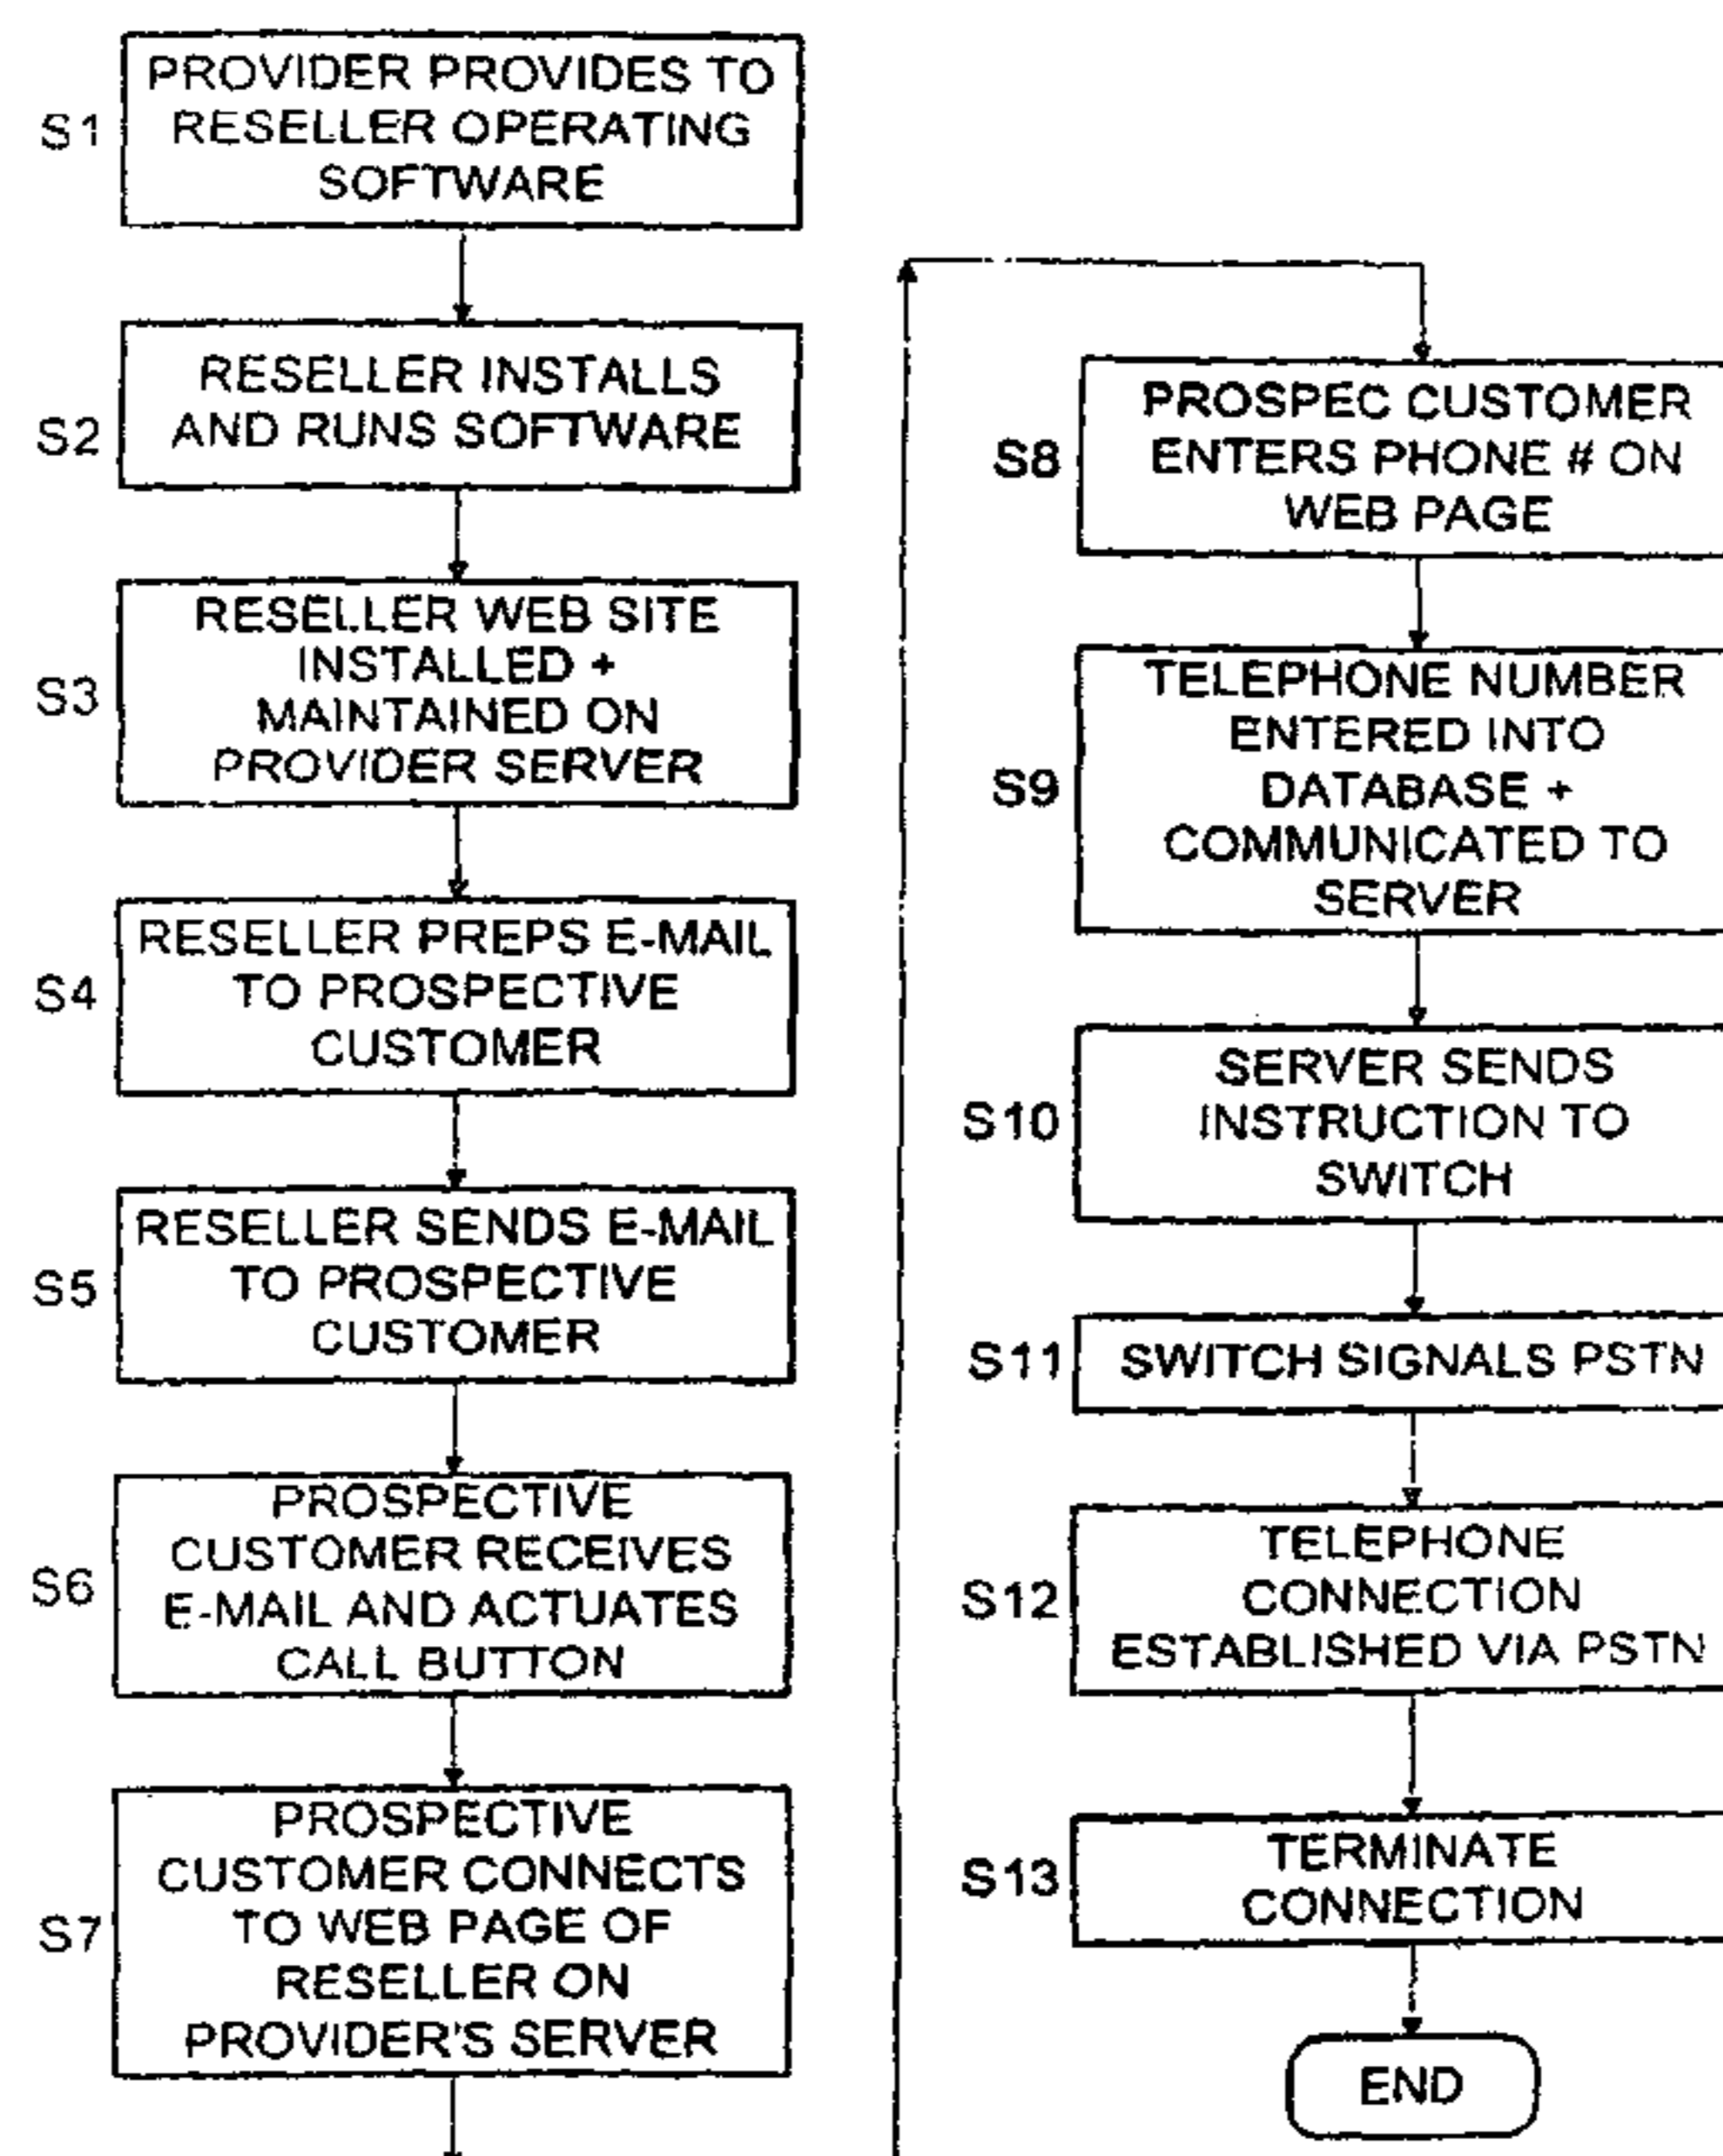 S1
PROVIDER PROVIDES TO
RESELLER OPERATING
SOFTWARE
S2
RESELLER INSTALLS
AND RUNS SOFTWARE
S3
RESELLER WEB SITE
INSTALLED +
MAINTAINED ON
PROVIDER SERVER
S4
RESELLER PREPS E-MAIL
TO PROSPECTIVE
CUSTOMER
S5
RESELLER SENDS E-MAIL
TO PROSPECTIVE
CUSTOMER
S6
PROSPECTIVE
CUSTOMER RECEIVES
E-MAIL AND ACTUATES
CALL BUTTON
S7
PROSPECTIVE
CUSTOMER CONNECTS
TO WEB PAGE OF
RESELLER ON
PROVIDER'S SERVER
S8
PROSPEC CUSTOMER
ENTERS PHONE # ON
WEB PAGE
S9
TELEPHONE NUMBER
ENTERED INTO
DATABASE +
COMMUNICATED TO
SERVER
S10
SERVER SENDS
INSTRUCTION TO
SWITCH
S11
SWITCH SIGNALS PSTN
S12
TELEPHONE
CONNECTION
ESTABLISHED VIA PSTN
S13
TERMINATE
CONNECTION
END